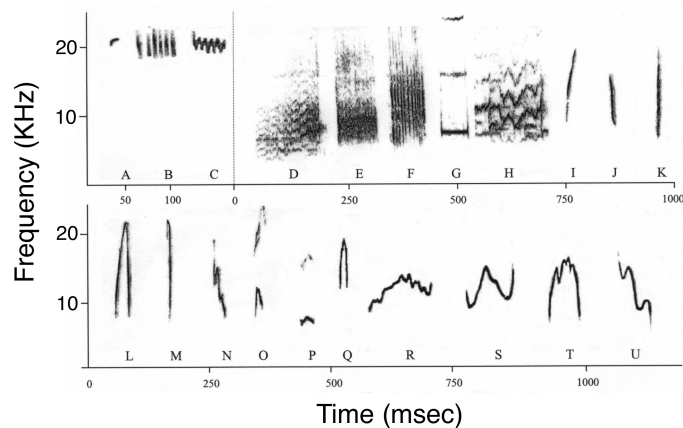 Frequency (KHz)
20
10
A B C D E F G H I J K
50 100 0 250 500 750 1000
20
10
L M N O P Q R S T U
0 250 500 750 1000
Time (msec)